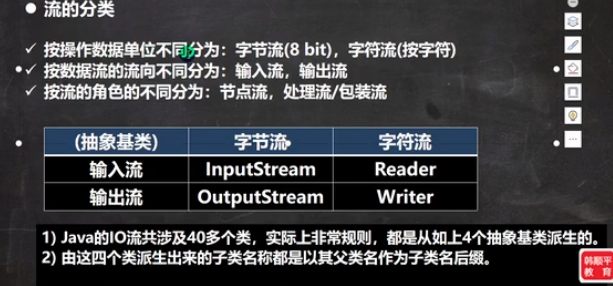 ● 流的分类
✓ 按操作数据单位不同分为：字节流(8 bit)，字符流(按字符)
✓ 按数据流的流向不同分为：输入流，输出流
✓ 按流的角色的不同分为：节点流，处理流/包装流
(抽象基类) 字节流 字符流
输入流 InputStream Reader
输出流 OutputStream Writer
1) Java的IO流共涉及40多个类，实际上非常规则，都是从如上4个抽象基类派生的。
2) 由这四个类派生出来的子类名称都是以其父类名作为子类名后缀。
韩顺平
教育